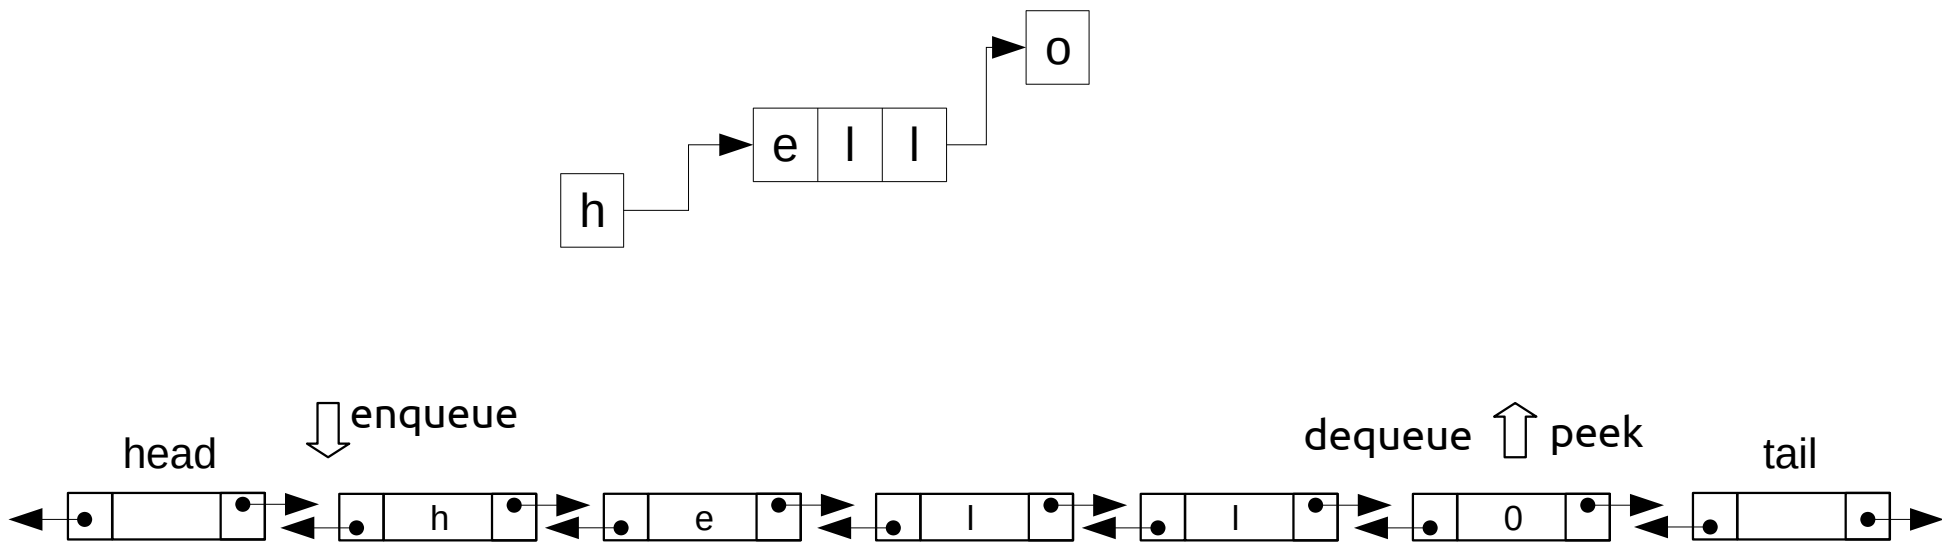 o
e l l
h
enqueue
dequeue peek
head
tail
h e l l 0